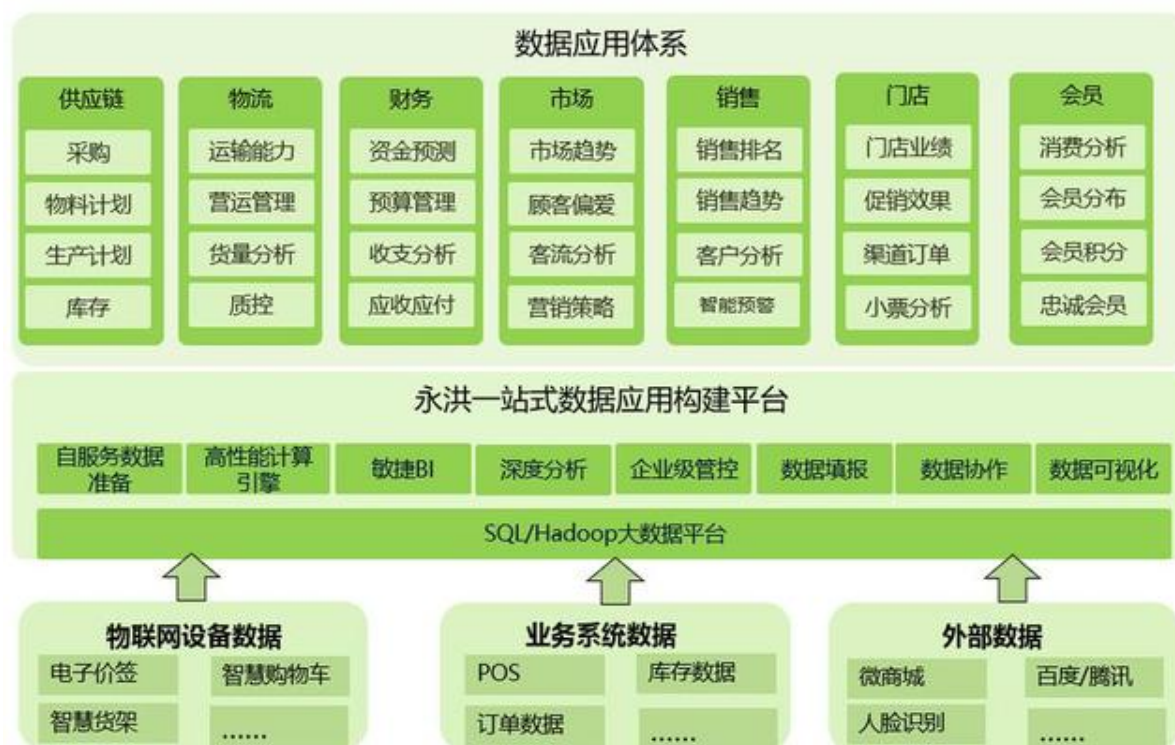 数据应用体系
供应链 物流 财务 市场 销售 门店 会员
采购 运输能力 资金预测 市场趋势 销售排名 门店业绩 消费分析
物料计划 营运管理 预算管理 顾客偏爱 销售趋势 促销效果 会员分布
生产计划 货量分析 收支分析 客流分析 客户分析 渠道订单 会员积分
库存 质控 应收应付 营销策略 智能预警 小票分析 忠诚会员
永洪一站式数据应用构建平台
自服务数据 高性能计算
准备 引擎 敏捷BI 深度分析 企业级管控 数据填报 数据协作 数据可视化
SQL/Hadoop大数据平台
物联网设备数据 业务系统数据 外部数据
电子价签 智慧购物车 POS 库存数据 微商城 百度/腾讯
智慧货架 …… 订单数据 …… 人脸识别 ……